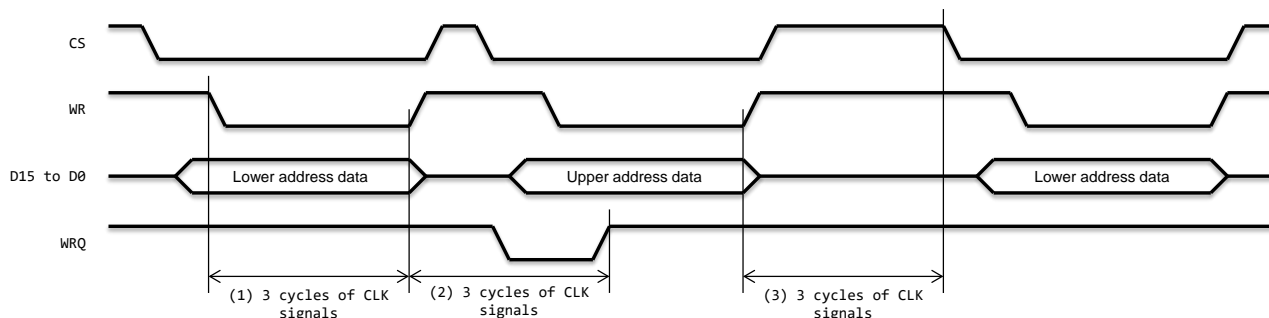 CS
WR
D15 to D0
Lower address data
Upper address data
Lower address data
WRQ
(1) 3 cycles of CLK
signals
(2) 3 cycles of CLK
signals
(3) 3 cycles of CLK
signals